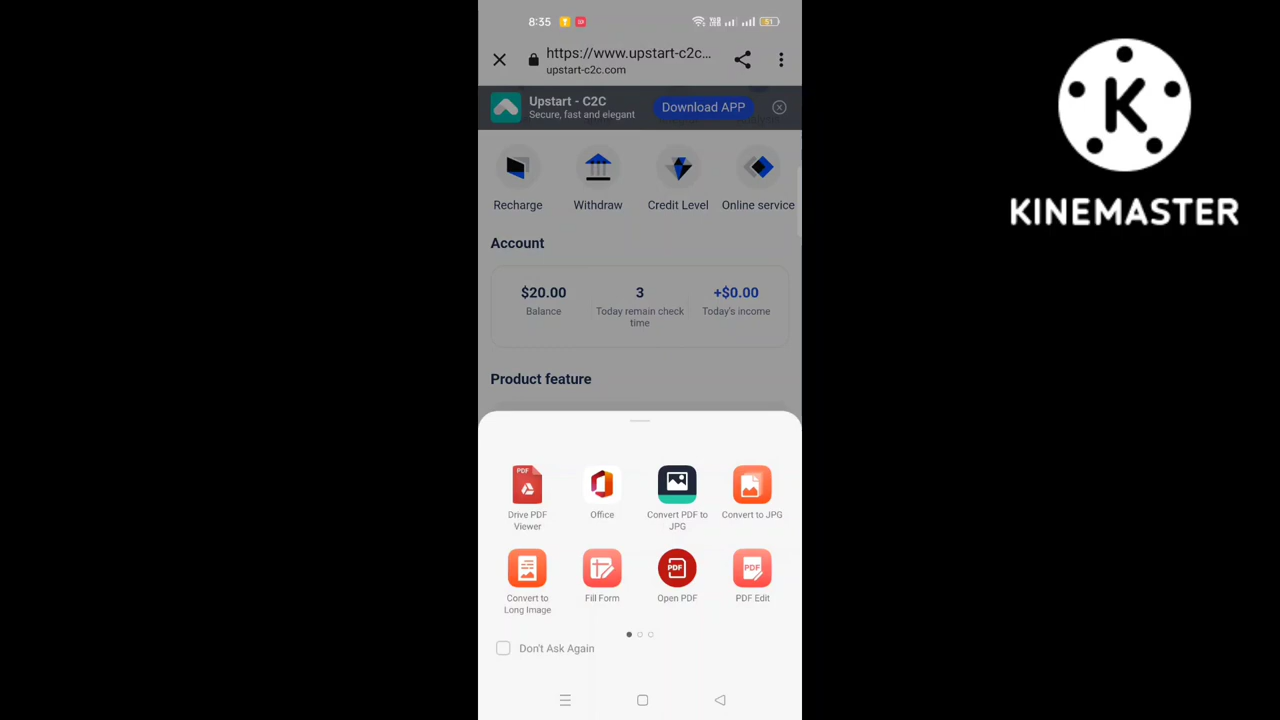 8:35
51
https://www.upstart-c2c...
upstart-c2c.com
Upstart - C2C
Secure, fast and elegant
Download APP
Recharge
Withdraw
Credit Level
Online service
Account
$20.00
Balance
3
Today remain check
time
+$0.00
Today's income
Product feature
PDF
Drive PDF
Viewer
Office
Convert PDF to
JPG
Convert to JPG
Convert to
Long Image
Fill Form
PDF
Open PDF
PDF
PDF Edit
Don't Ask Again
K
KINEMASTER